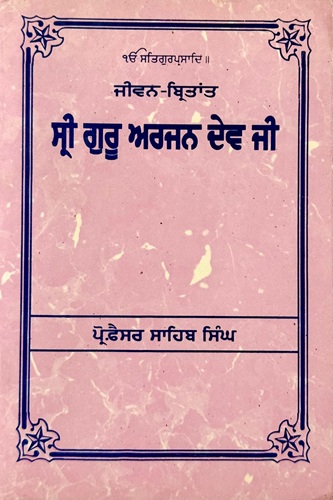 ੴ ਸਤਿਗੁਰਪ੍ਰਸਾਦਿ ॥
ਜੀਵਨ-ਬ੍ਰਿਤਾਂਤ
ਸ੍ਰੀ ਗੁਰੂ ਅਰਜਨ ਦੇਵ ਜੀ
ਪ੍ਰੋ.ਫ਼ੈਸਰ ਸਾਹਿਬ ਸਿੰਘ